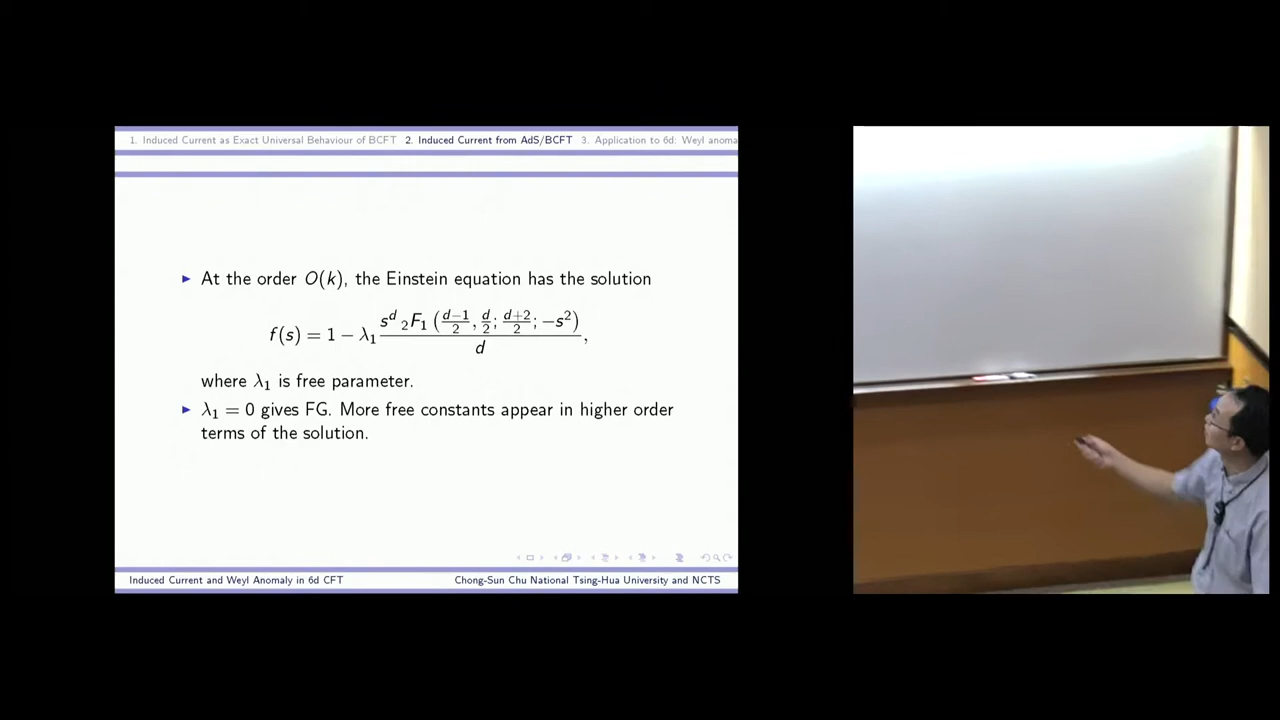 1. Induced Current as Exact Universal Behaviour of BCFT 2. Induced Current from AdS/BCFT 3. Application to 6d: Weyl anoma
▶ At the order O(k), the Einstein equation has the solution
f(s) = 1 − λ₁ s^d ₂F₁ (d−1/2, d/2; d+2/2; −s²) / d,
where λ₁ is free parameter.
▶ λ₁ = 0 gives FG. More free constants appear in higher order
terms of the solution.
Induced Current and Weyl Anomaly in 6d CFT Chong-Sun Chu National Tsing-Hua University and NCTS